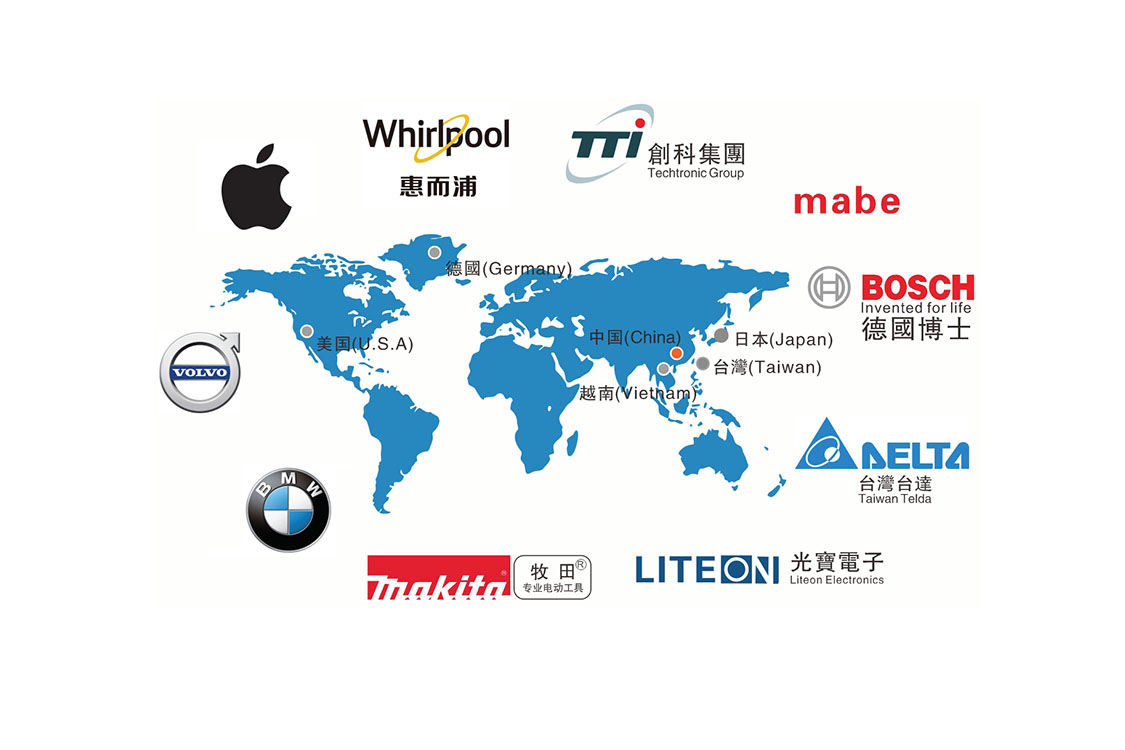 Whirlpool
惠而浦
TTi 創科集團
Techtronic Group
mabe
德國(Germany)
BOSCH
Invented for life
德國博士
美国(U.S.A)
中国(China)
日本(Japan)
台灣(Taiwan)
越南(Vietnam)
VOLVO
DELTA
台灣台達
Taiwan Telda
BMW
makita®
牧田®
专业电动工具
LITEON 光寶電子
Liteon Electronics